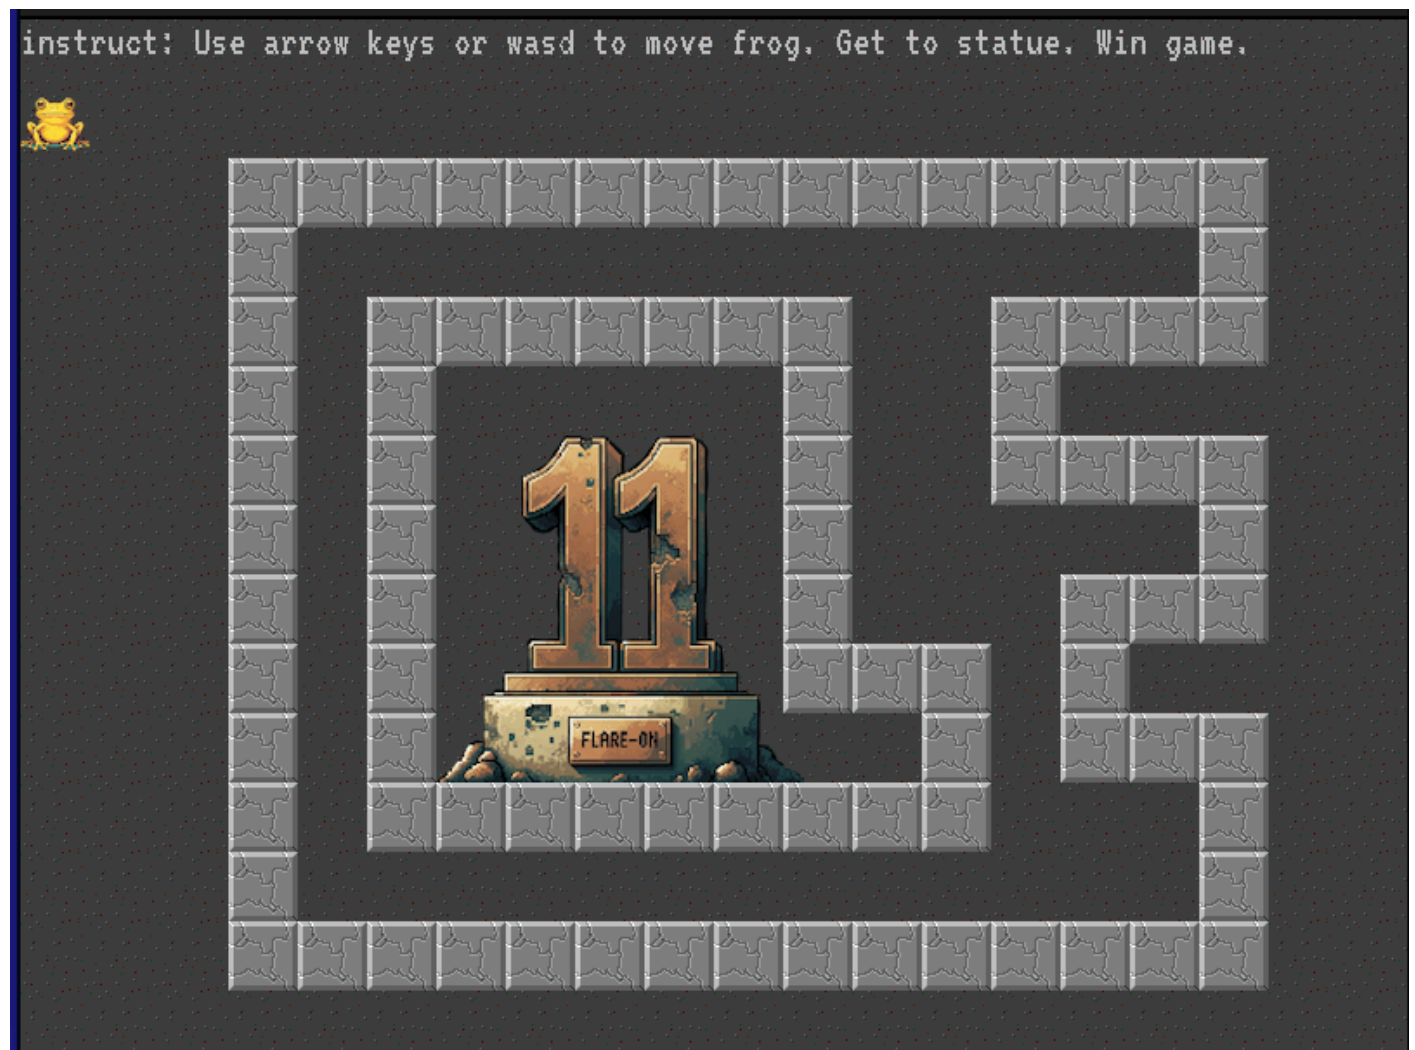 instruct: Use arrow keys or wasd to move frog. Get to statue. Win game.
11
FLARE-ON